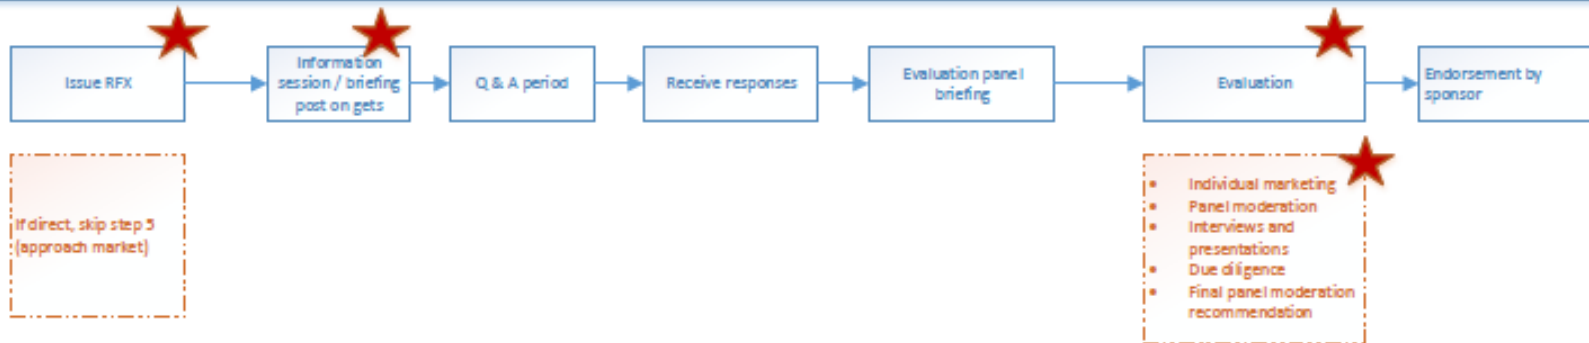 Issue RFX
Information
session / briefing
post on gets
Q & A period
Receive responses
Evaluation panel
briefing
Evaluation
Endorsement by
sponsor
If direct, skip step 5
(approach market)
• Individual marketing
• Panel moderation
• Interviews and
presentations
• Due diligence
• Final panel moderation
recommendation